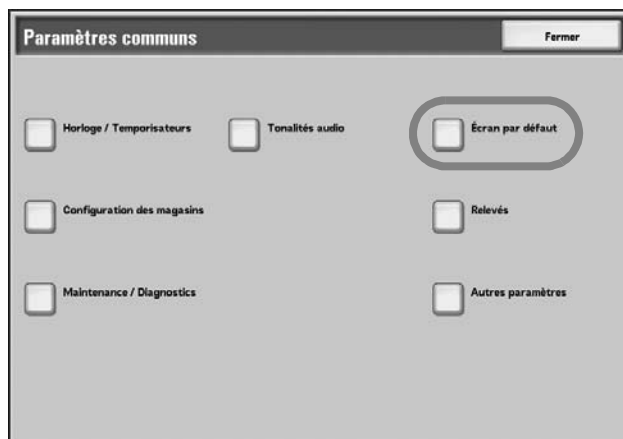 Paramètres communs
Fermer
Horloge / Temporisateurs
Tonalités audio
Écran par défaut
Configuration des magasins
Relevés
Maintenance / Diagnostics
Autres paramètres